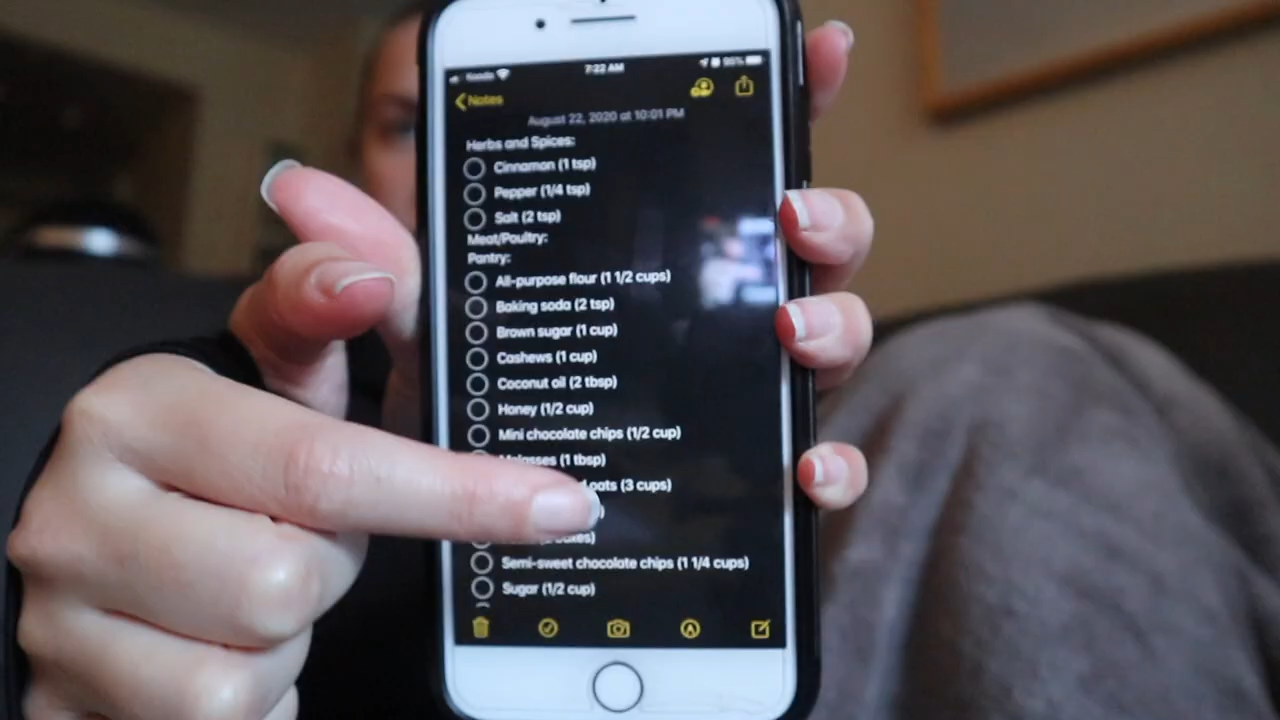 Koodo 7:22 AM 95%
Notes
August 22, 2020 at 10:01 PM
Herbs and Spices:
Cinnamon (1 tsp)
Pepper (1/4 tsp)
Salt (2 tsp)
Meat/Poultry:
Pantry:
All-purpose flour (1 1/2 cups)
Baking soda (2 tsp)
Brown sugar (1 cup)
Cashews (1 cup)
Coconut oil (2 tbsp)
Honey (1/2 cup)
Mini chocolate chips (1/2 cup)
Molasses (1 tbsp)
oats (3 cups)
Semi-sweet chocolate chips (1 1/4 cups)
Sugar (1/2 cup)